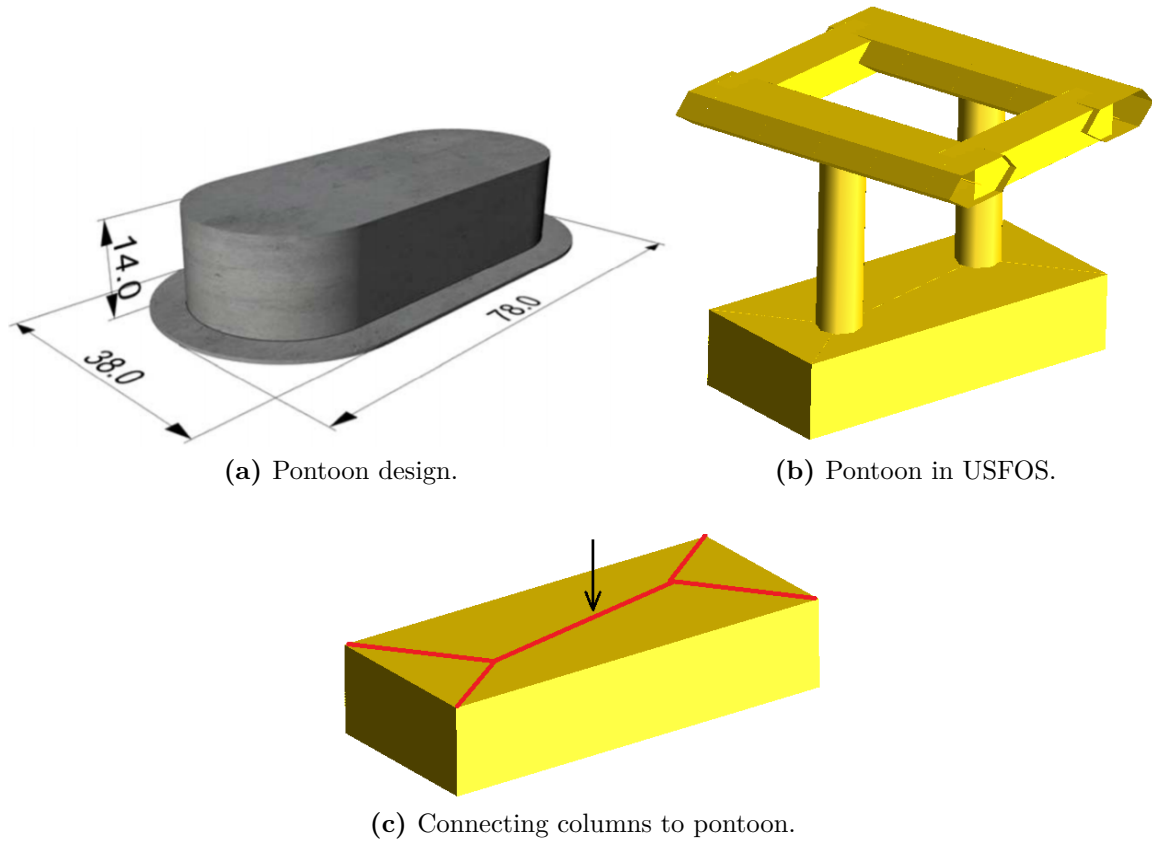 14.0
38.0
78.0
(a) Pontoon design.
(b) Pontoon in USFOS.
(c) Connecting columns to pontoon.